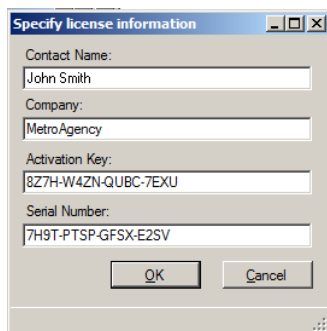 Specify license information
Contact Name:
John Smith
Company:
MetroAgency
Activation Key:
8Z7H-W4ZN-QUBC-7EXU
Serial Number:
7H9T-PTSP-GFSX-E2SV
OK Cancel